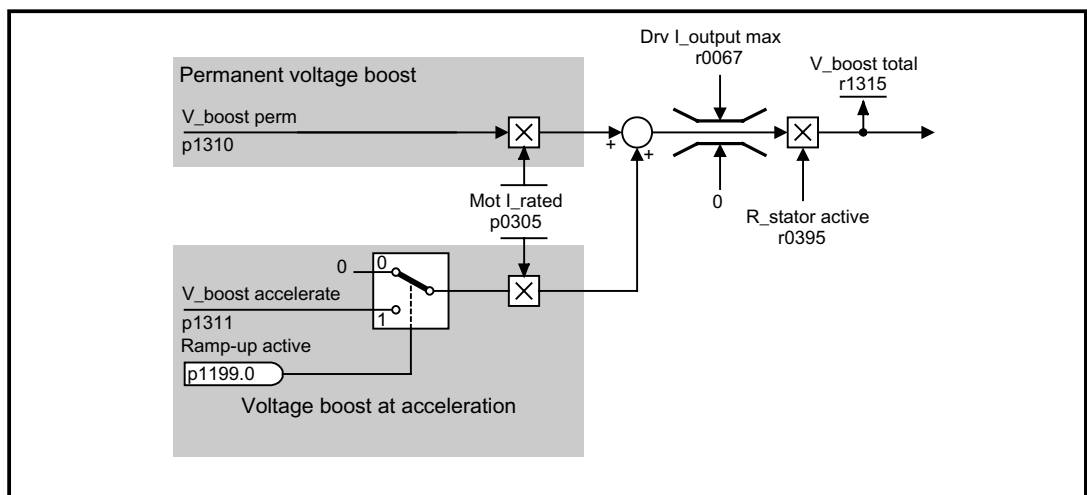 Drv I_output max
r0067
V_boost total
r1315
Permanent voltage boost
V_boost perm
p1310
+
+
Mot I_rated
p0305
0
R_stator active
r0395
0
0
V_boost accelerate
p1311
1
Ramp-up active
p1199.0
Voltage boost at acceleration